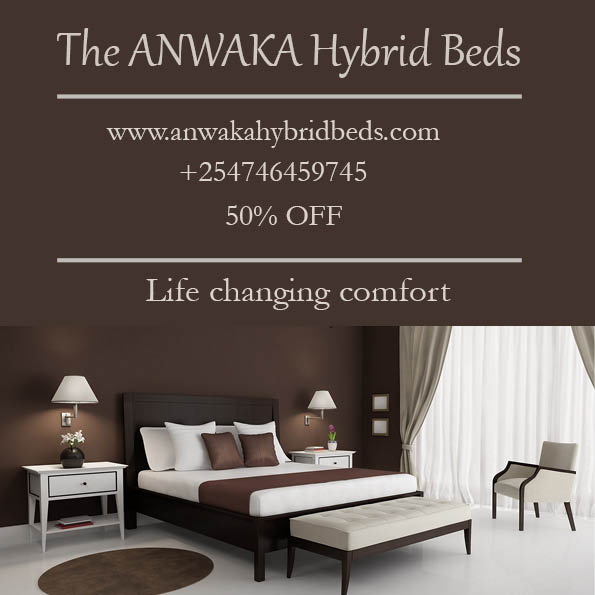 The ANWAKA Hybrid Beds
www.anwakahybridbeds.com
+254746459745
50% OFF
Life changing comfort